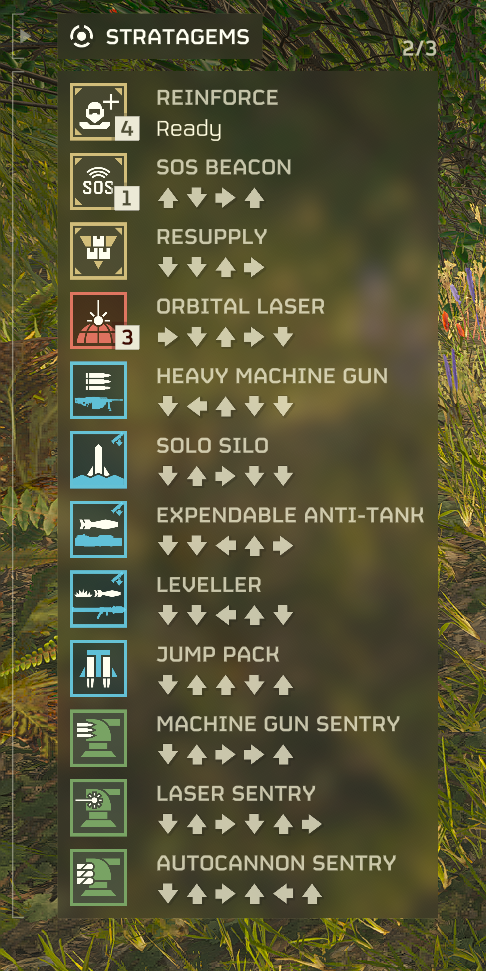 STRATAGEMS
2/3
REINFORCE
4
Ready
SOS BEACON
SOS
1
RESUPPLY
ORBITAL LASER
3
HEAVY MACHINE GUN
SOLO SILO
EXPENDABLE ANTI-TANK
LEVELLER
JUMP PACK
MACHINE GUN SENTRY
LASER SENTRY
AUTOCANNON SENTRY